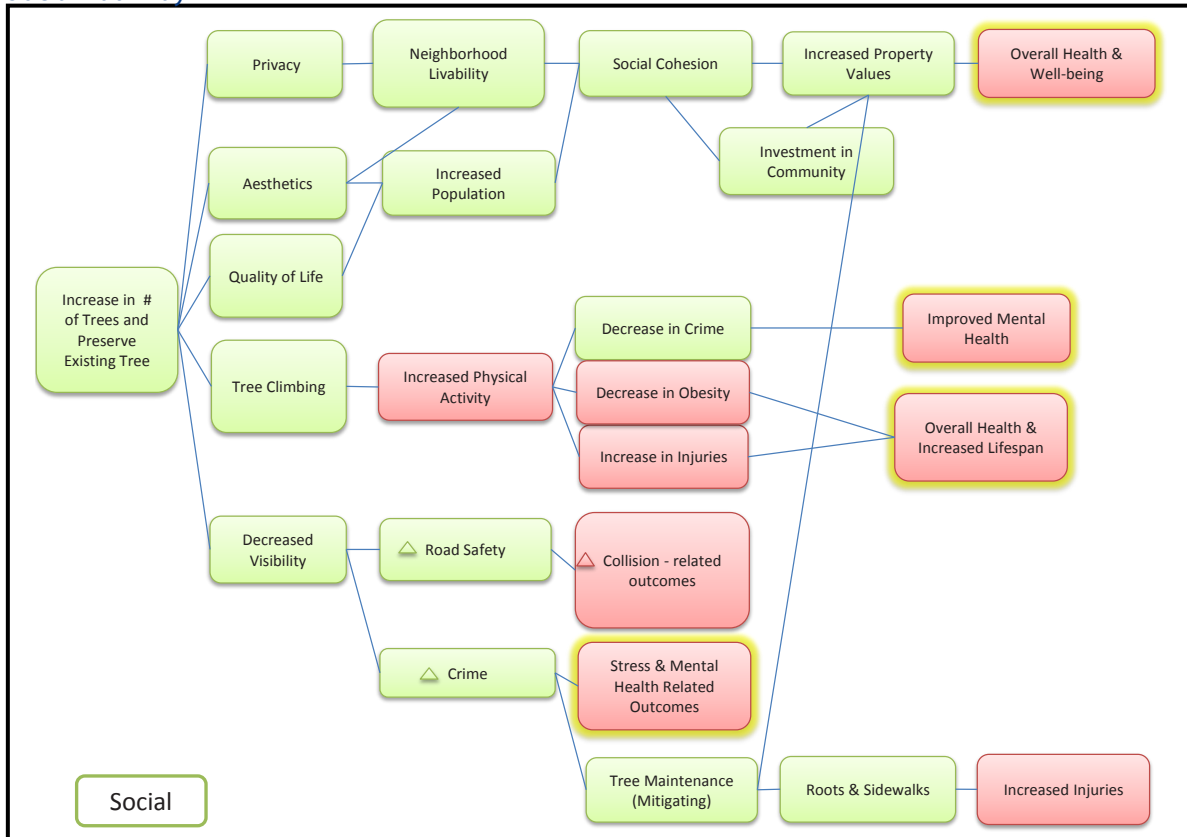 Privacy
Neighborhood
Livability
Social Cohesion
Increased Property
Values
Overall Health &
Well-being
Investment in
Community
Aesthetics
Increased
Population
Quality of Life
Increase in #
of Trees and
Preserve
Existing Tree
Decrease in Crime
Improved Mental
Health
Tree Climbing
Increased Physical
Activity
Decrease in Obesity
Increase in Injuries
Overall Health &
Increased Lifespan
Decreased
Visibility
△ Road Safety
△ Collision - related
outcomes
△ Crime
Stress & Mental
Health Related
Outcomes
Tree Maintenance
(Mitigating)
Roots & Sidewalks
Increased Injuries
Social